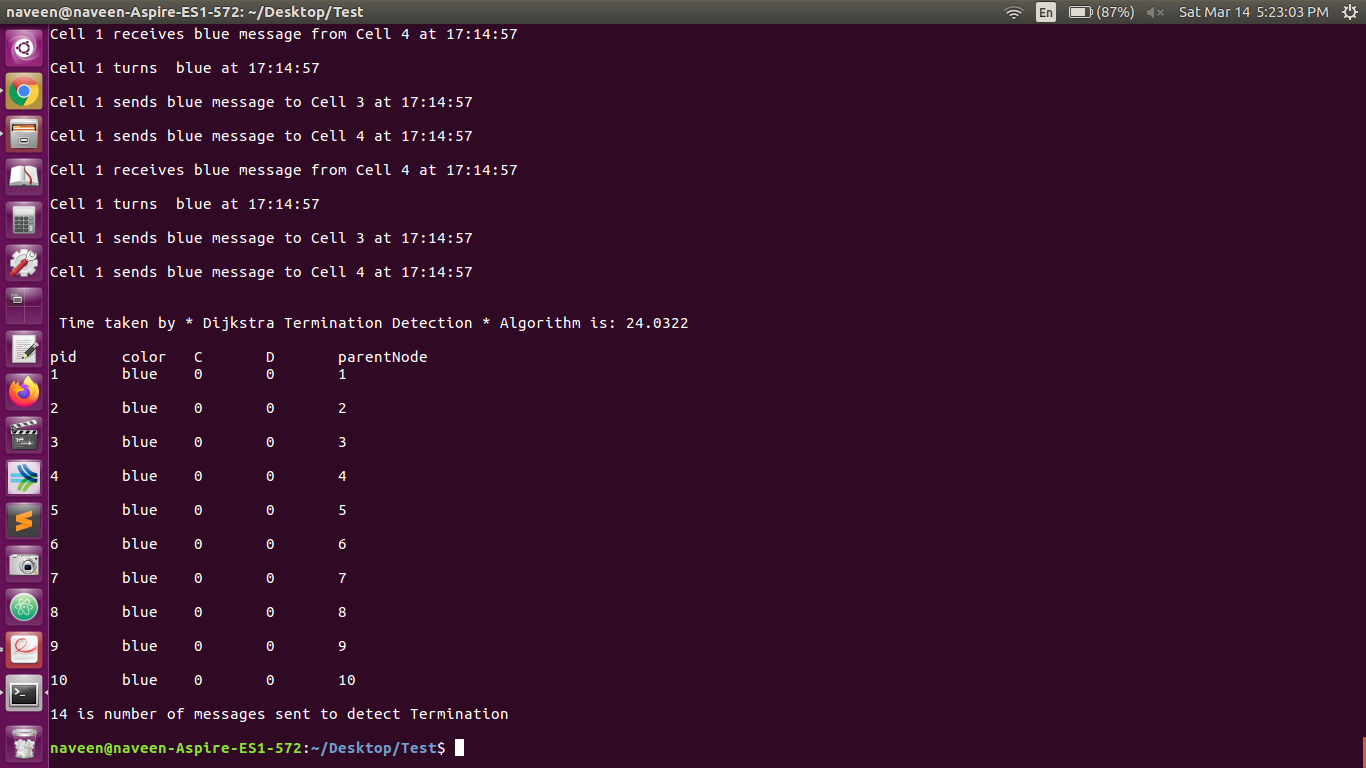 naveen@naveen-Aspire-ES1-572: ~/Desktop/Test
En (87%) Sat Mar 14 5:23:03 PM
Cell 1 receives blue message from Cell 4 at 17:14:57
Cell 1 turns  blue at 17:14:57
Cell 1 sends blue message to Cell 3 at 17:14:57
Cell 1 sends blue message to Cell 4 at 17:14:57
Cell 1 receives blue message from Cell 4 at 17:14:57
Cell 1 turns  blue at 17:14:57
Cell 1 sends blue message to Cell 3 at 17:14:57
Cell 1 sends blue message to Cell 4 at 17:14:57
Time taken by * Dijkstra Termination Detection * Algorithm is: 24.0322
pid color C D parentNode
1 blue 0 0 1
2 blue 0 0 2
3 blue 0 0 3
4 blue 0 0 4
5 blue 0 0 5
6 blue 0 0 6
7 blue 0 0 7
8 blue 0 0 8
9 blue 0 0 9
10 blue 0 0 10
14 is number of messages sent to detect Termination
naveen@naveen-Aspire-ES1-572:~/Desktop/Test$